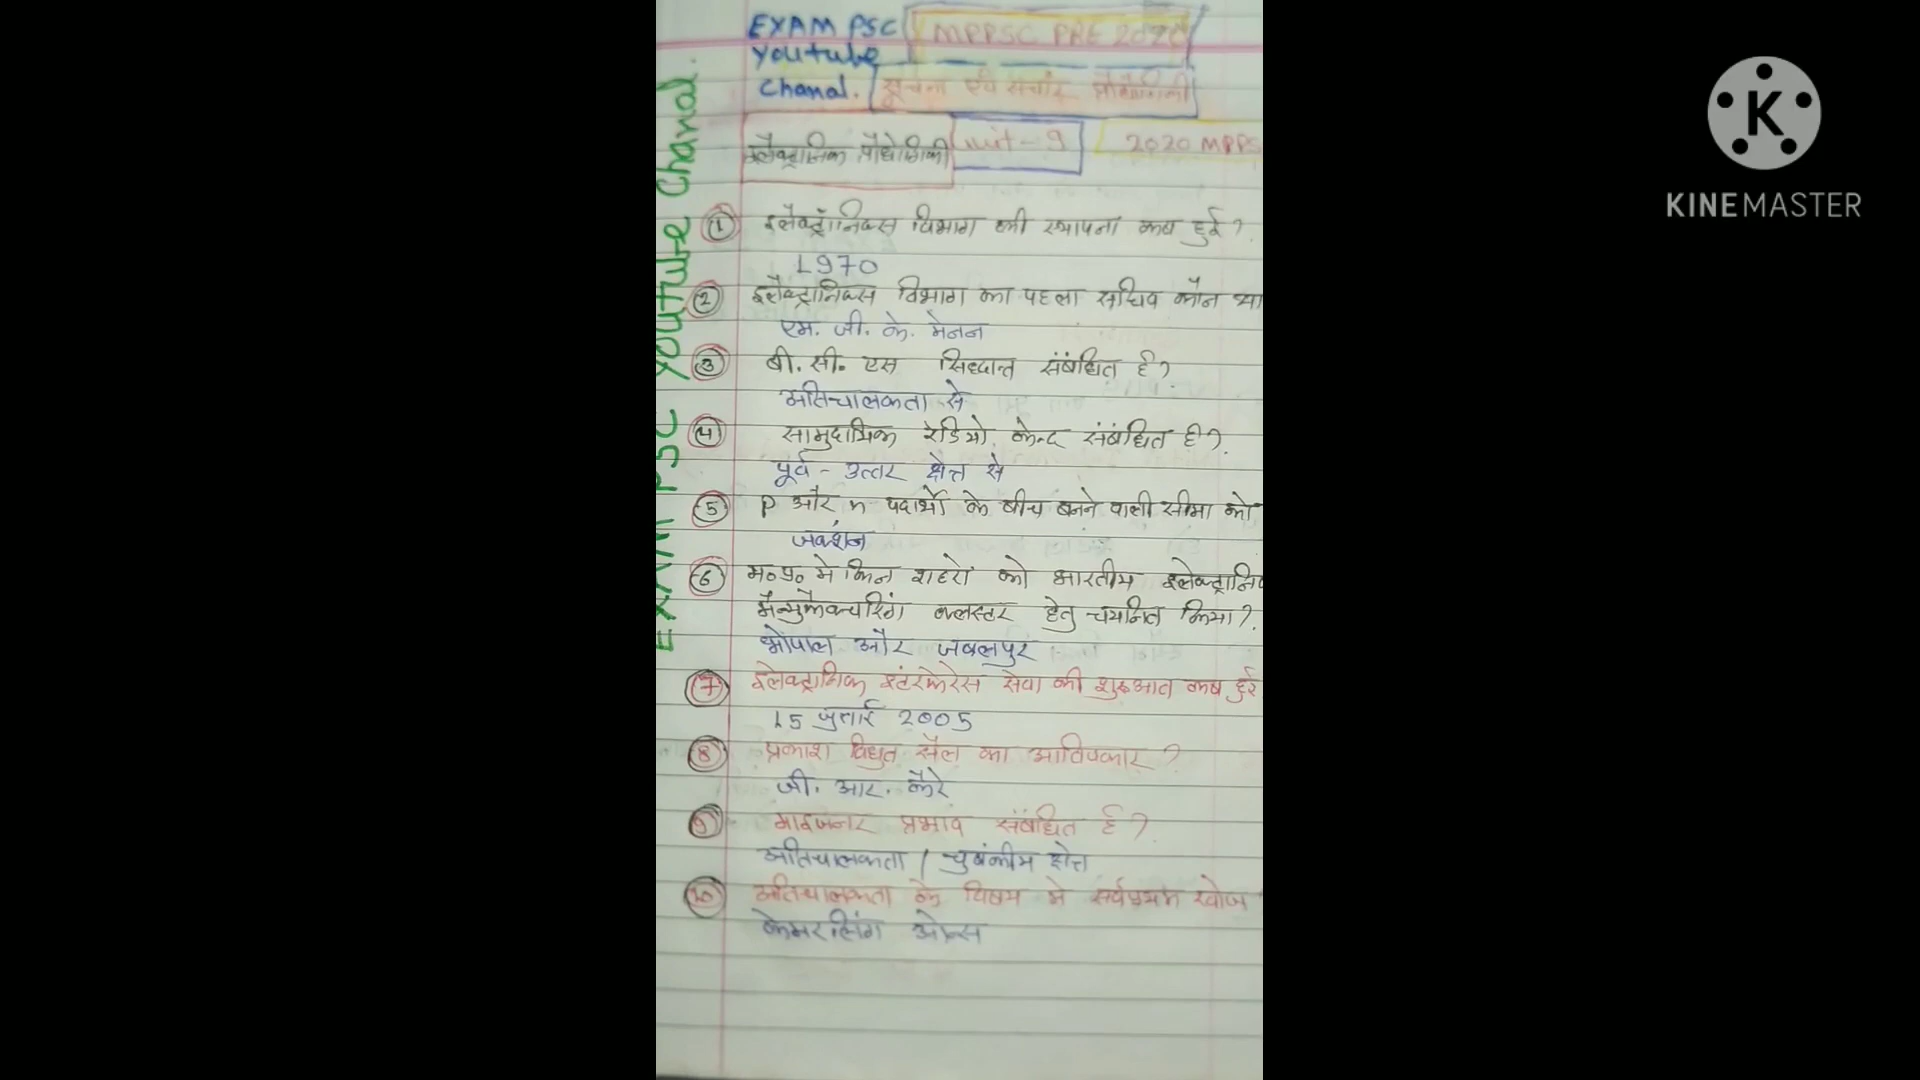 EXAM PSC MPPSC PRE 2020
YouTube
Chanal. सूचना एवं संचार प्रौद्योगिकी
इलैक्ट्रानिक प्रौद्योगिकी unit-9 2020 MPPS
EXAM PSC YOUTUBE Chanal.
1 इलैक्ट्रॉनिक्स विभाग की स्थापना कब हुई?
1970
2 इलैक्ट्रानिक्स विभाग का पहला सचिव कौन था
एम. जी. के. मेनन
3 बी. सी. एस सिद्धान्त संबंधित है?
अतिचालकता से
4 सामुदायिक रेडियो केन्द्र संबंधित है?
पूर्व - उत्तर क्षेत्र से
5 P और n पदार्थो के बीच बनने वाली सीमा को
जक्शंन
6 म०प्र० मे किन शहरों को भारतीय इलेक्ट्रानि
मैन्युफैक्चरिंग क्लस्टर हेतु चयनित किया?
भोपाल और जबलपुर
7 इलेक्ट्रानिक इंटरफेरेंस सेवा की शुरुआत कब हुई
15 जुलाई 2005
8 प्रकाश विधुत सैल का आविष्कार?
जी. आर. कैरे
9 माइजनर प्रभाव संबंधित है?
अतिचालकता / चुबंकीय क्षेत्र
10 अतिचालकता के विषय मे सर्वप्रथम खोज
केमरलिंग ओन्स
KINEMASTER